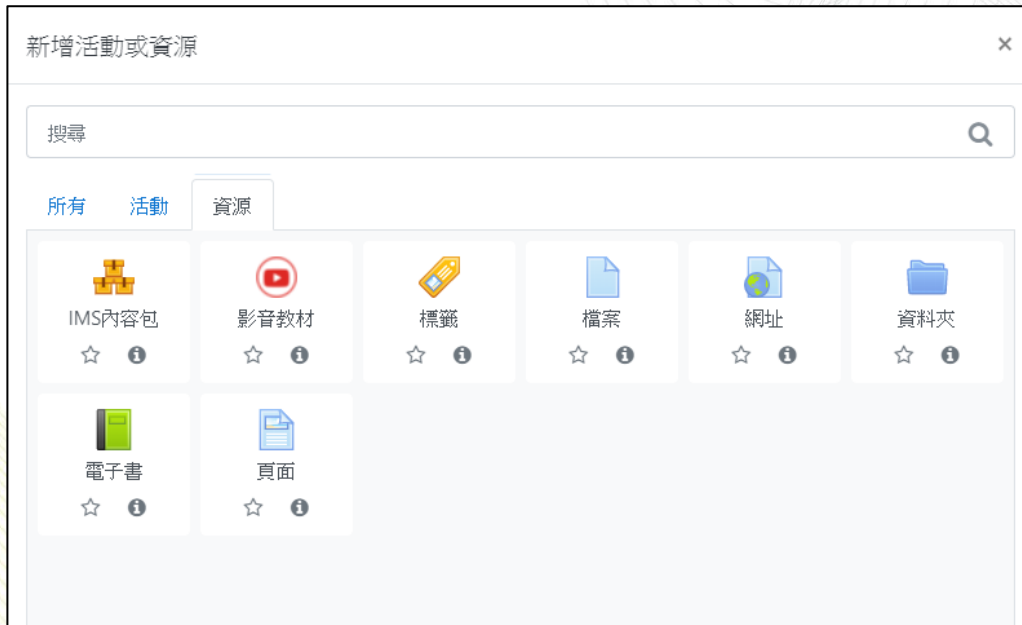 新增活動或資源
搜尋
所有 活動 資源
IMS內容包 影音教材 標籤 檔案 網址 資料夾
電子書 頁面